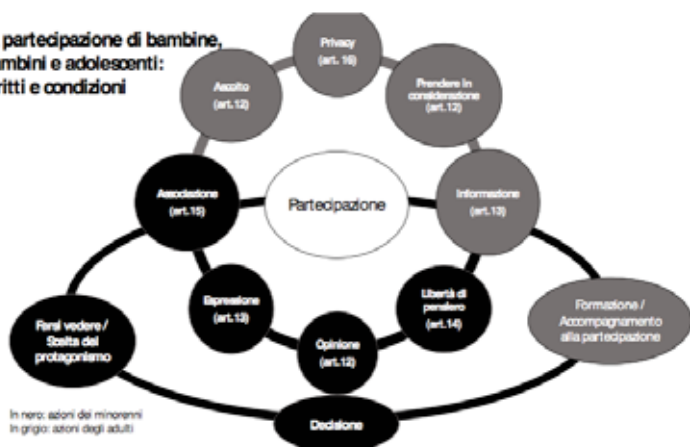 partecipazione di bambine,
mbini e adolescenti:
ritti e condizioni
Privacy
(art. 16)
Ascolto
(art.12)
Prendere in
considerazione
(art.12)
Associazione
(art.15)
Partecipazione
Informazione
(art.13)
Espressione
(art.13)
Libertà di
pensiero
(art.14)
Opinione
(art.12)
Farsi vedere /
Scelta del
protagonismo
Formazione /
Accompagnamento
alla partecipazione
Decisione
In nero: azioni dei minorenni
In grigio: azioni degli adulti